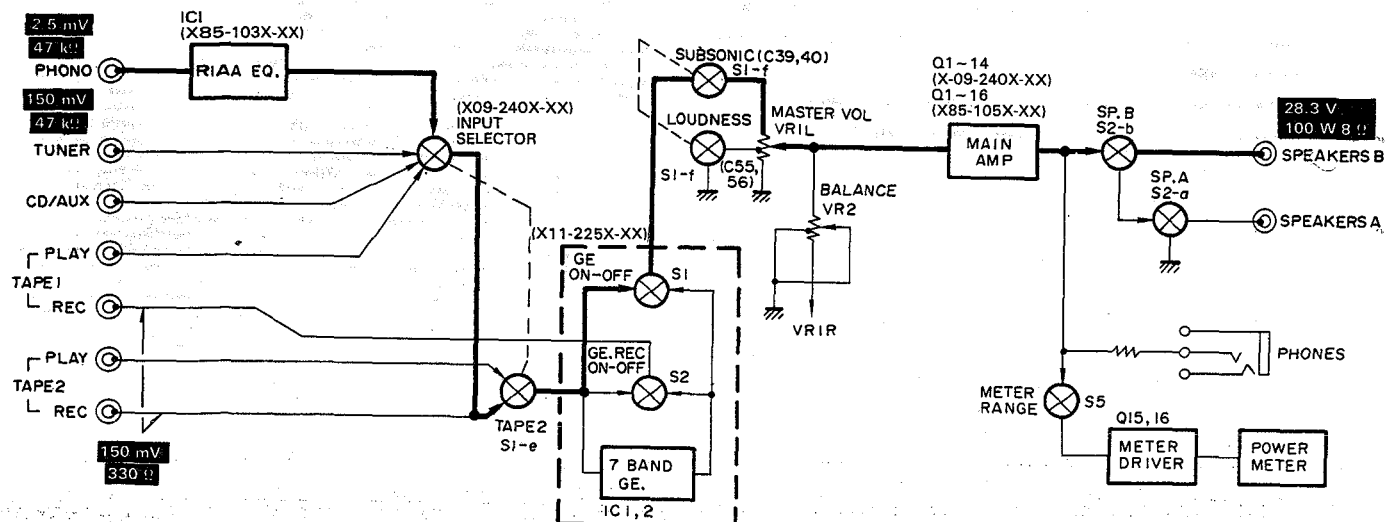 2.5 mV
47 kΩ
PHONO
IC1
(X85-103X-XX)
RIAA EQ.
150 mV
47 kΩ
TUNER
CD/AUX
PLAY
TAPE1
REC
PLAY
TAPE2
REC
150 mV
330 Ω
(X09-240X-XX)
INPUT
SELECTOR
TAPE2
S1-e
(X11-225X-XX)
GE
ON-OFF
S1
GE.REC
ON-OFF
S2
7 BAND
GE.
IC1,2
SUBSONIC(C39,40)
S1-f
LOUDNESS
S1-f
(C55,
56)
MASTER VOL
VR1L
BALANCE
VR2
VR1R
Q1~14
(X-09-240X-XX)
Q1~16
(X85-105X-XX)
MAIN
AMP
SP.B
S2-b
SP.A
S2-a
28.3 V
100 W 8 Ω
SPEAKERS B
SPEAKERS A
PHONES
METER
RANGE
S5
Q15,16
METER
DRIVER
POWER
METER